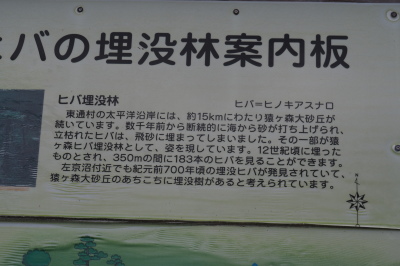 ヒバの埋没林案内板
ヒバ埋没林 ヒバ=ヒノキアスナロ
東通村の太平洋沿岸には、約15kmにわたり猿ヶ森大砂丘が
続いています。数千年前から断続的に海から砂が打ち上げられ、
立枯れたヒバは、飛砂に埋まってしまいました。その一部が猿
ヶ森ヒバ埋没林として、姿を現しています。12世紀頃に埋った
ものとされ、350mの間に183本のヒバを見ることができます。
左京沼付近でも紀元前700年頃の埋没ヒバが発見されていて、
猿ヶ森大砂丘のあちこちに埋没樹があると考えられています。